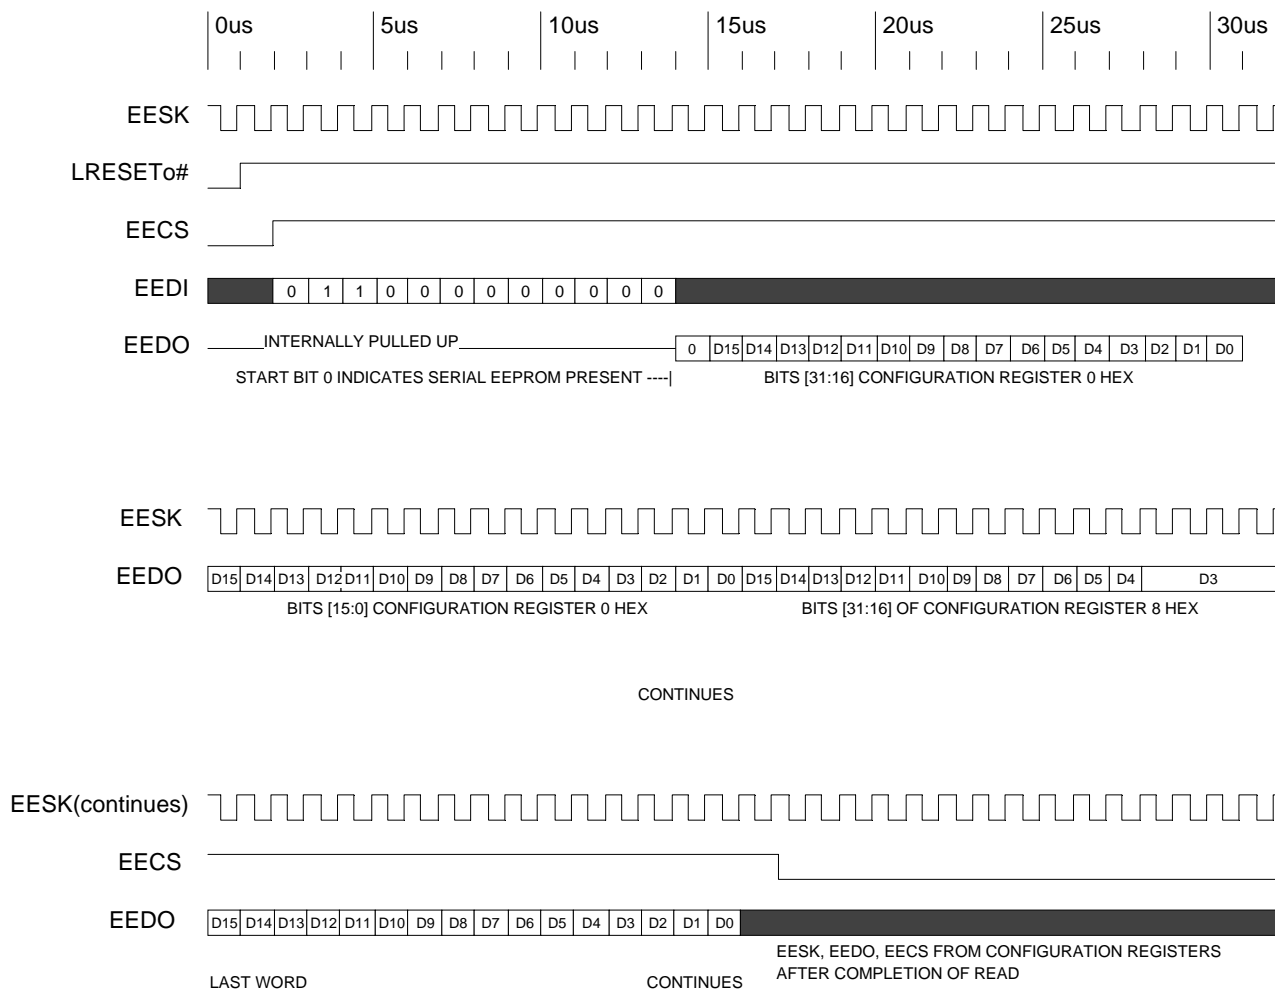 0us 5us 10us 15us 20us 25us 30us
EESK
LRESETo#
EECS
EEDI 0 1 1 0 0 0 0 0 0 0 0 0
EEDO INTERNALLY PULLED UP 0 D15 D14 D13 D12 D11 D10 D9 D8 D7 D6 D5 D4 D3 D2 D1 D0
START BIT 0 INDICATES SERIAL EEPROM PRESENT ----| BITS [31:16] CONFIGURATION REGISTER 0 HEX
EESK
EEDO D15 D14 D13 D12 D11 D10 D9 D8 D7 D6 D5 D4 D3 D2 D1 D0 D15 D14 D13 D12 D11 D10 D9 D8 D7 D6 D5 D4 D3
BITS [15:0] CONFIGURATION REGISTER 0 HEX BITS [31:16] OF CONFIGURATION REGISTER 8 HEX
CONTINUES
EESK(continues)
EECS
EEDO D15 D14 D13 D12 D11 D10 D9 D8 D7 D6 D5 D4 D3 D2 D1 D0
EESK, EEDO, EECS FROM CONFIGURATION REGISTERS
AFTER COMPLETION OF READ
LAST WORD CONTINUES